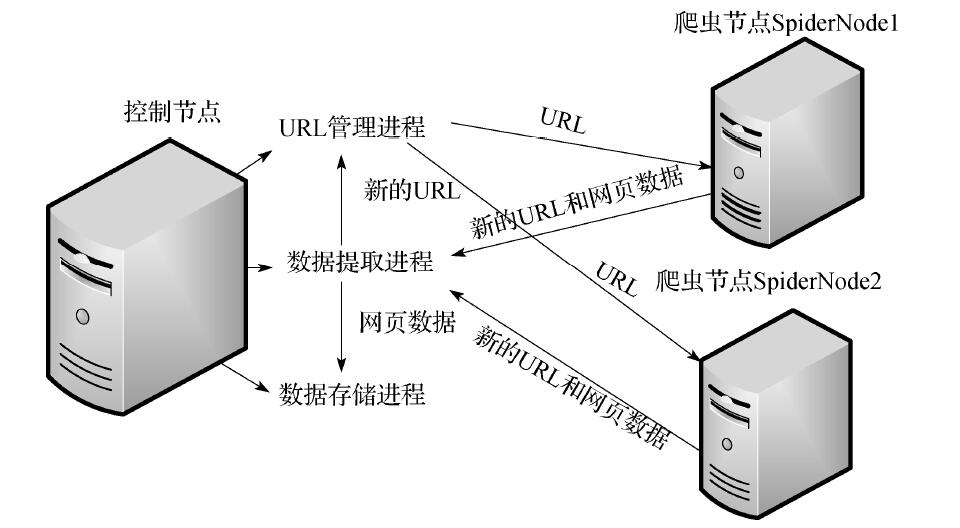 爬虫节点SpiderNode1
控制节点
URL管理进程
URL
新的URL
新的URL和网页数据
数据提取进程
URL
爬虫节点SpiderNode2
网页数据
新的URL和网页数据
数据存储进程